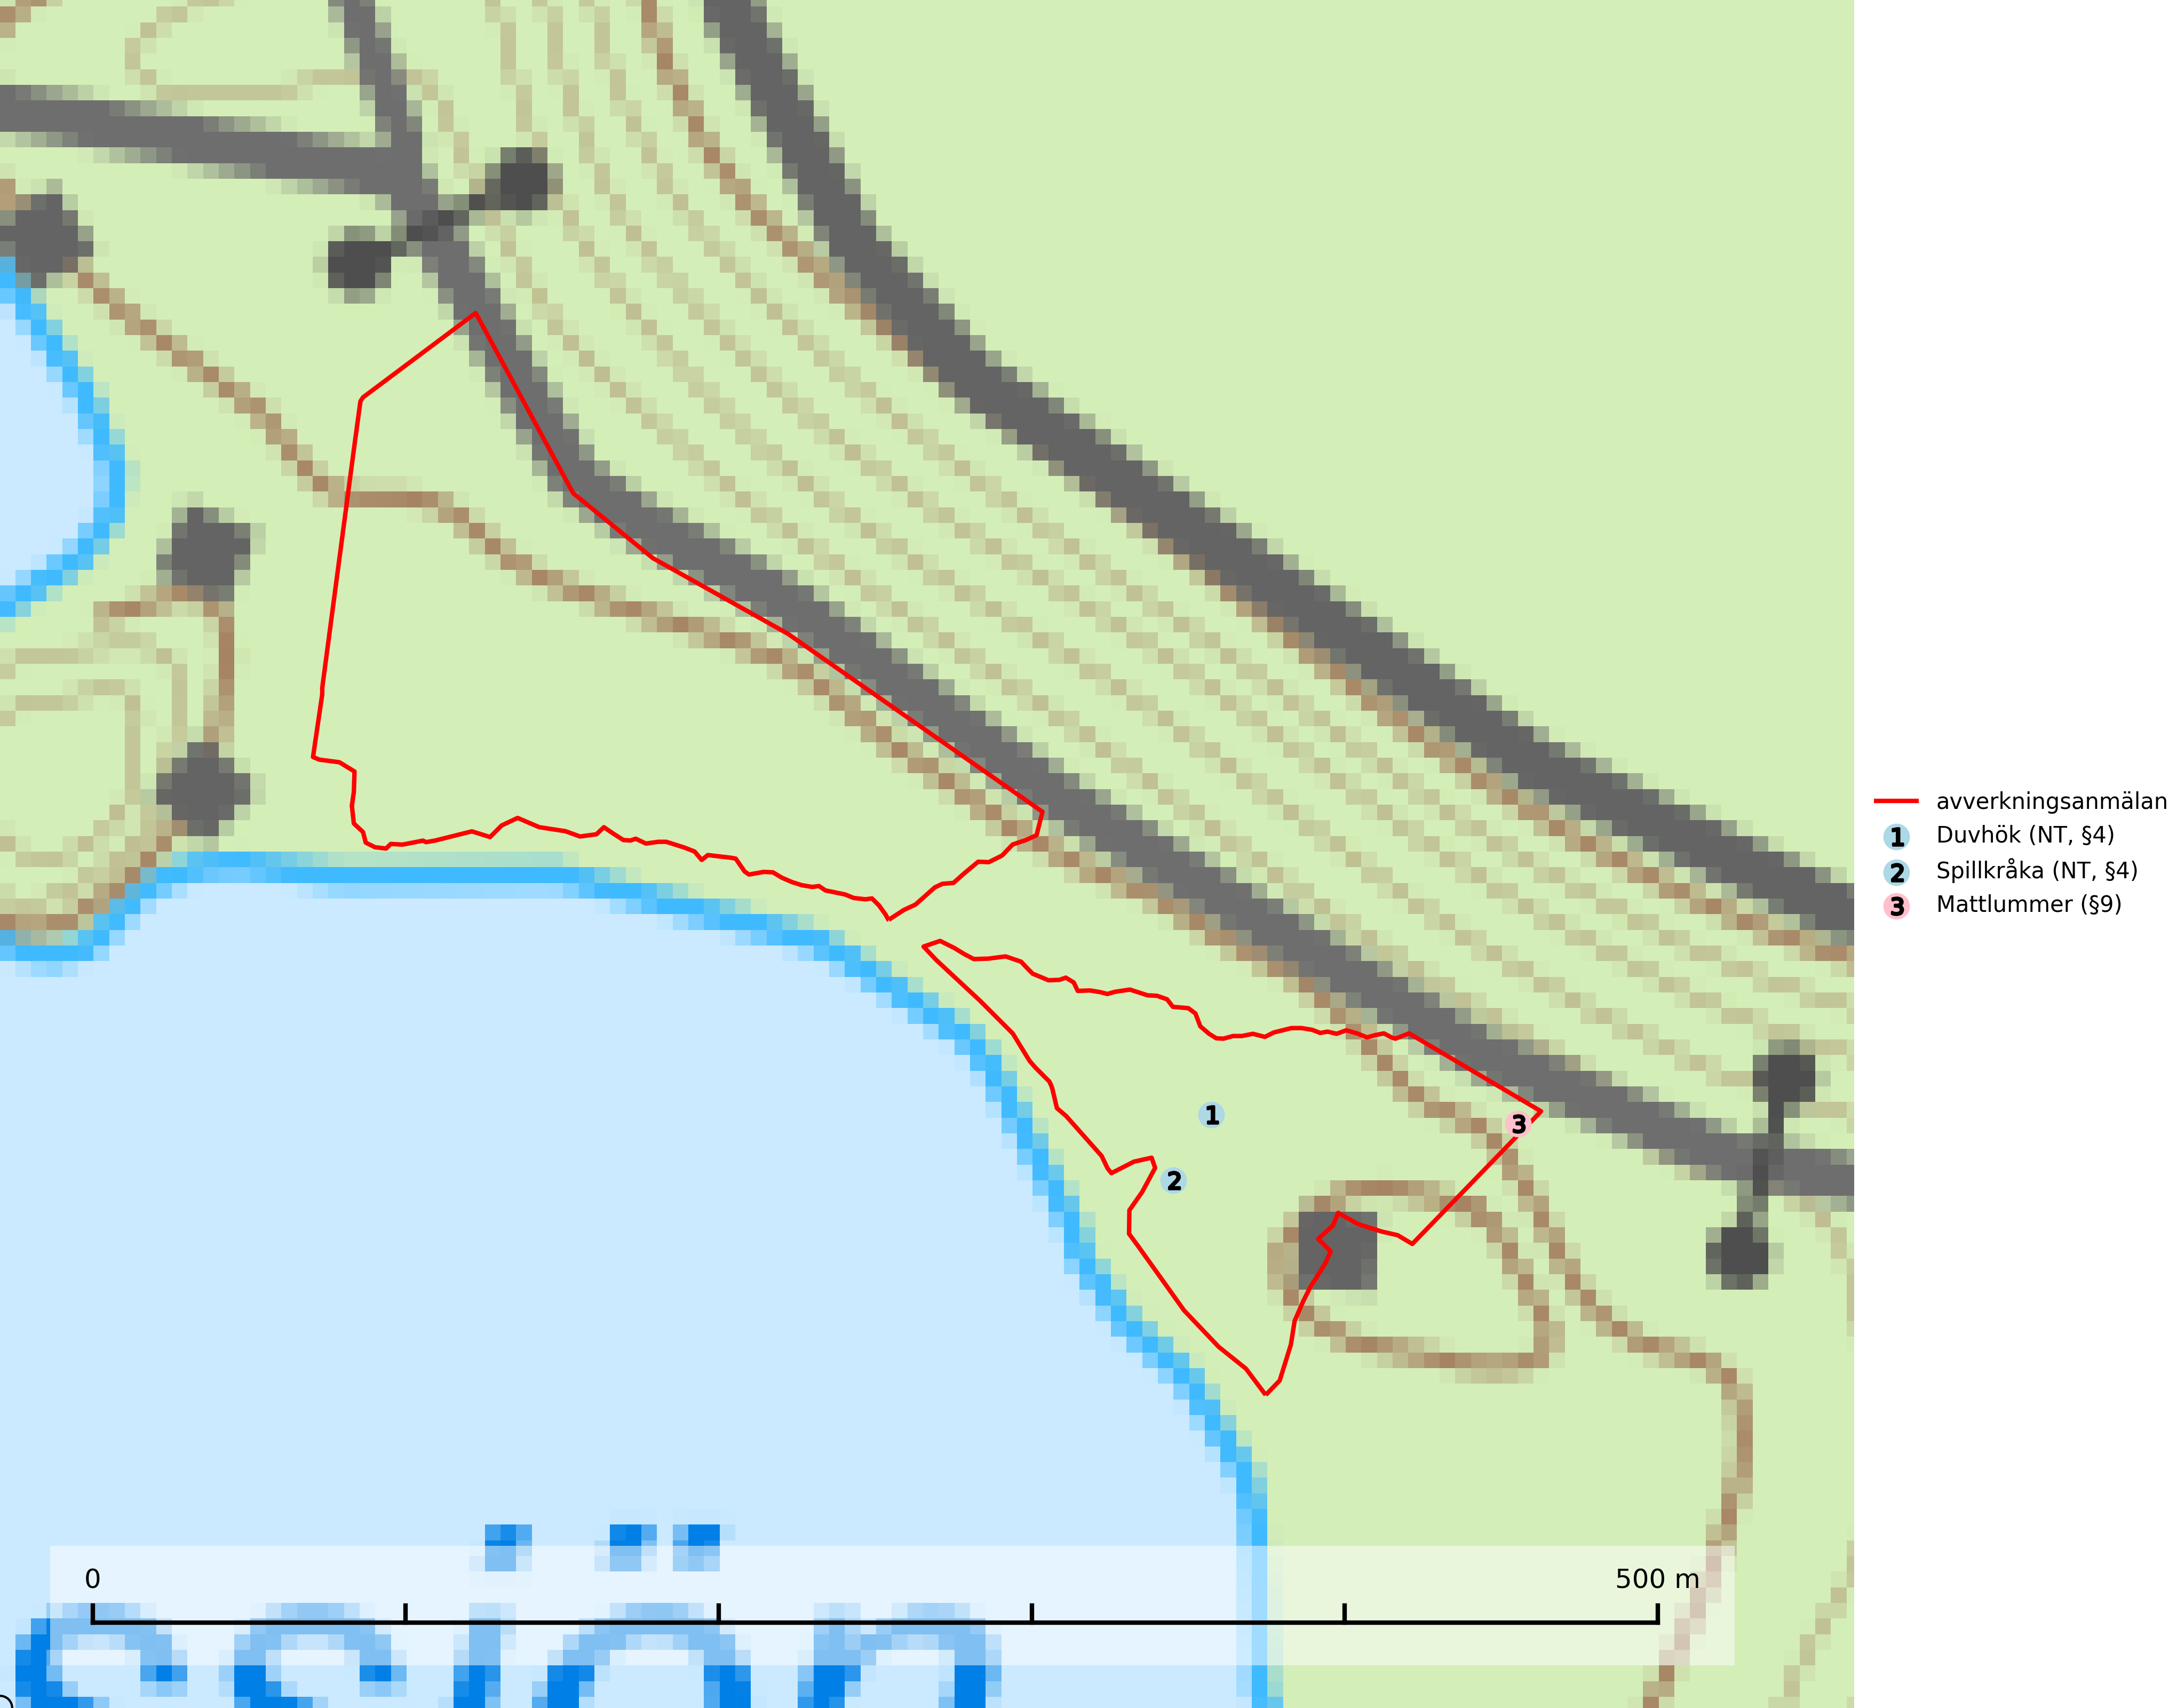 avverkningsanmälan
1 Duvhök (NT, §4)
2 Spillkråka (NT, §4)
3 Mattlummer (§9)
1
3
2
0 500 m